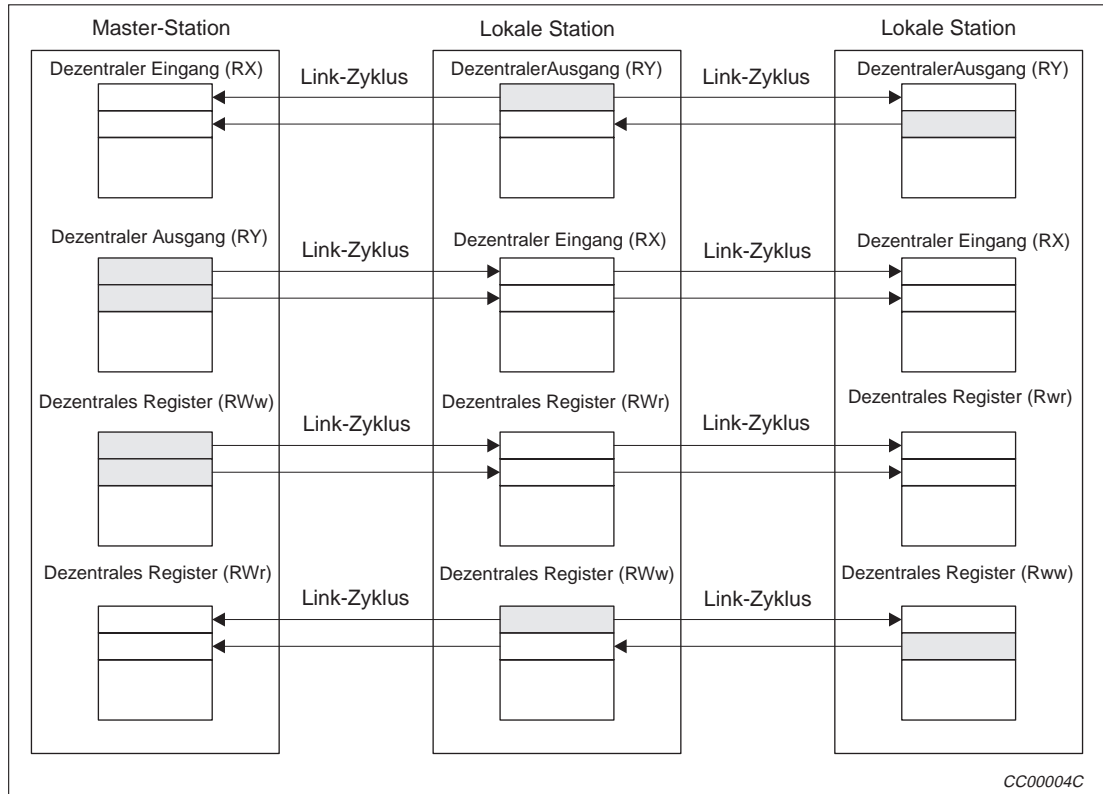 Master-Station
Lokale Station
Lokale Station
Dezentraler Eingang (RX)
Link-Zyklus
DezentralerAusgang (RY)
Link-Zyklus
DezentralerAusgang (RY)
Dezentraler Ausgang (RY)
Link-Zyklus
Dezentraler Eingang (RX)
Link-Zyklus
Dezentraler Eingang (RX)
Dezentrales Register (RWw)
Link-Zyklus
Dezentrales Register (RWr)
Link-Zyklus
Dezentrales Register (Rwr)
Dezentrales Register (RWr)
Link-Zyklus
Dezentrales Register (RWw)
Link-Zyklus
Dezentrales Register (Rww)
CC00004C